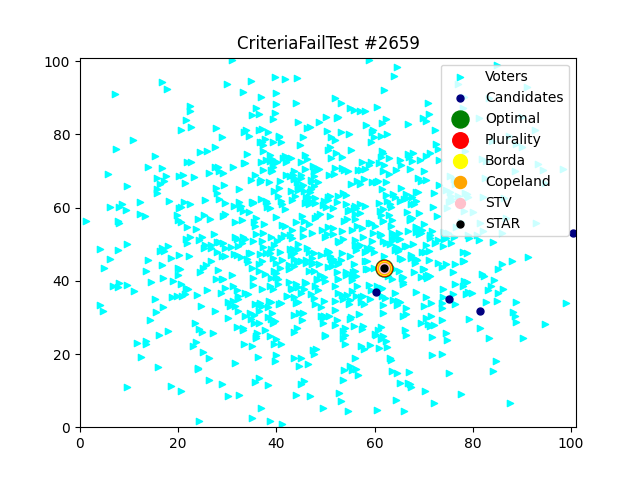 CriteriaFailTest #2659
100
80
60
40
20
0
0
20
40
60
80
100
Voters
Candidates
Optimal
Plurality
Borda
Copeland
STV
STAR